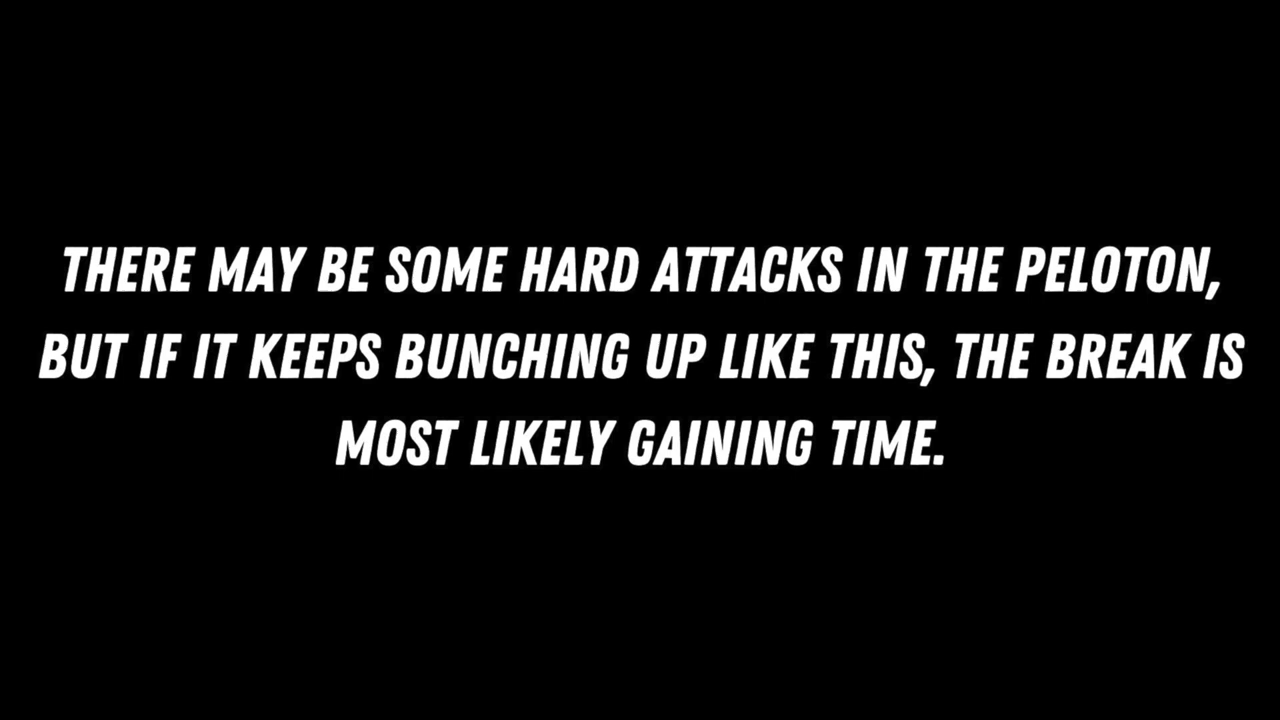 THERE MAY BE SOME HARD ATTACKS IN THE PELOTON,
BUT IF IT KEEPS BUNCHING UP LIKE THIS, THE BREAK IS
MOST LIKELY GAINING TIME.